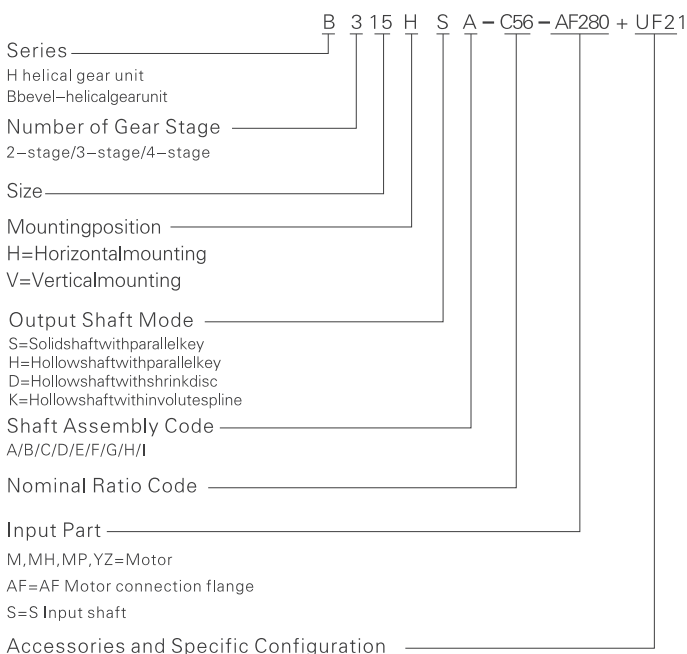 B 3 15 H S A - C56 - AF280 + UF21
Series
H helical gear unit
Bbevel-helicalgearunit
Number of Gear Stage
2-stage/3-stage/4-stage
Size
Mountingposition
H=Horizontalmounting
V=Verticalmounting
Output Shaft Mode
S=Solidshaftwithparallelkey
H=Hollowshaftwithparallelkey
D=Hollowshaftwithshrinkdisc
K=Hollowshaftwithinvolutespline
Shaft Assembly Code
A/B/C/D/E/F/G/H/I
Nominal Ratio Code
Input Part
M,MH,MP,YZ=Motor
AF=AF Motor connection flange
S=S Input shaft
Accessories and Specific Configuration